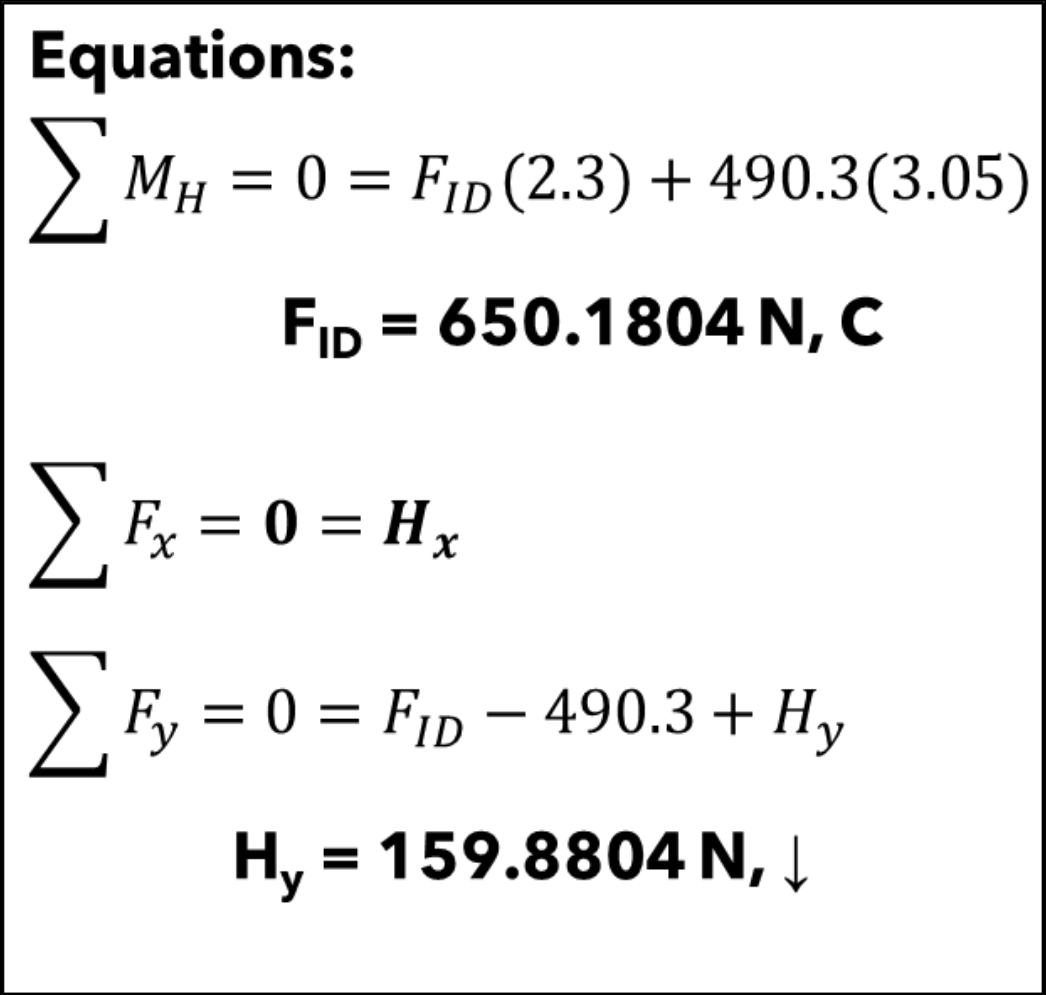 Equations:
∑ M_H = 0 = F_ID(2.3) + 490.3(3.05)
F_ID = 650.1804 N, C
∑ F_x = 0 = H_x
∑ F_y = 0 = F_ID − 490.3 + H_y
H_y = 159.8804 N, ↓